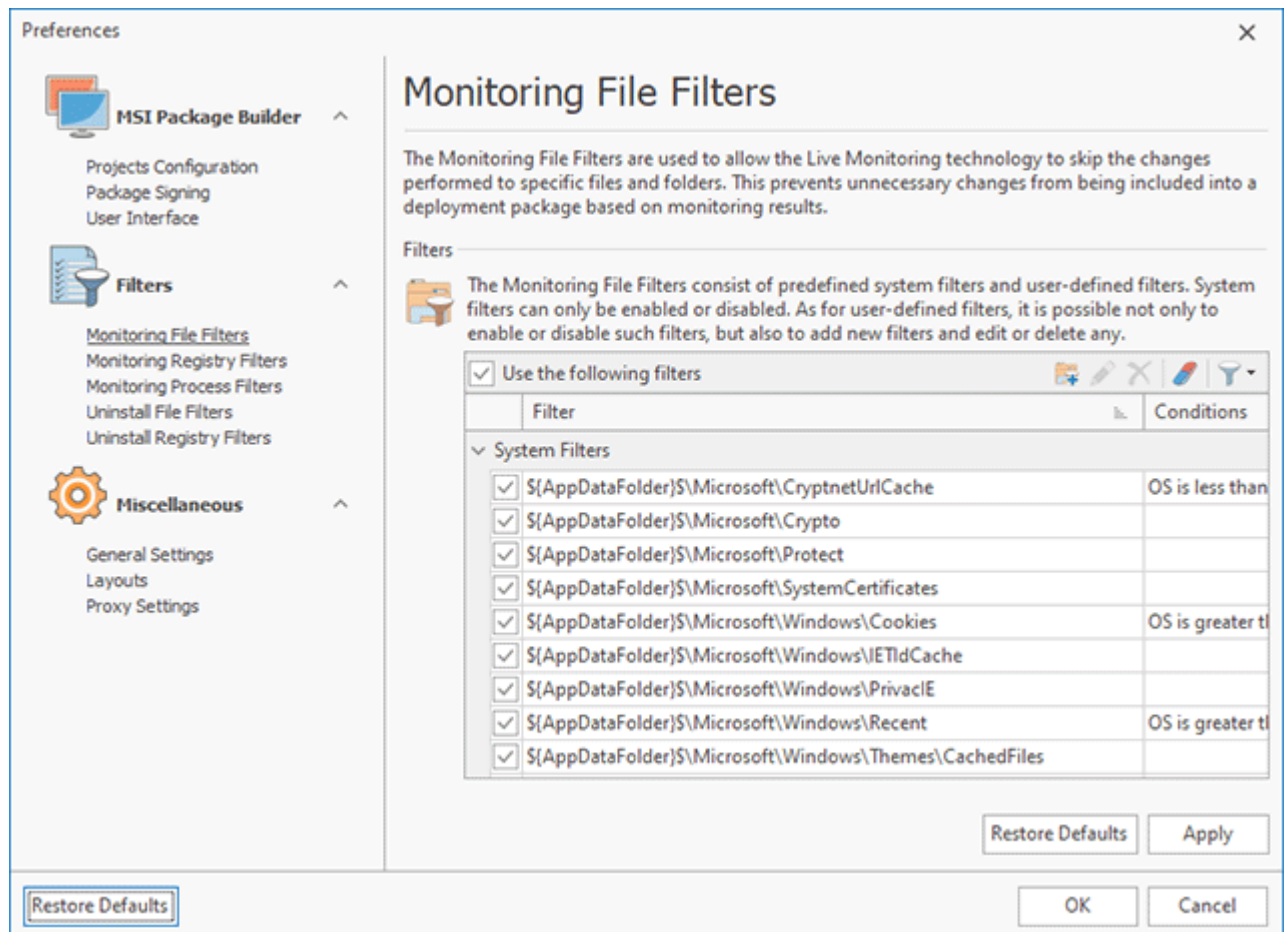 Preferences
MSI Package Builder
Projects Configuration
Package Signing
User Interface
Filters
Monitoring File Filters
Monitoring Registry Filters
Monitoring Process Filters
Uninstall File Filters
Uninstall Registry Filters
Miscellaneous
General Settings
Layouts
Proxy Settings
Monitoring File Filters
The Monitoring File Filters are used to allow the Live Monitoring technology to skip the changes
performed to specific files and folders. This prevents unnecessary changes from being included into a
deployment package based on monitoring results.
Filters
The Monitoring File Filters consist of predefined system filters and user-defined filters. System
filters can only be enabled or disabled. As for user-defined filters, it is possible not only to
enable or disable such filters, but also to add new filters and edit or delete any.
Use the following filters
Filter Conditions
System Filters
${AppDataFolder}$\Microsoft\CryptnetUrlCache OS is less than
${AppDataFolder}$\Microsoft\Crypto
${AppDataFolder}$\Microsoft\Protect
${AppDataFolder}$\Microsoft\SystemCertificates
${AppDataFolder}$\Microsoft\Windows\Cookies OS is greater
${AppDataFolder}$\Microsoft\Windows\IETldCache
${AppDataFolder}$\Microsoft\Windows\PrivacIE
${AppDataFolder}$\Microsoft\Windows\Recent OS is greater
${AppDataFolder}$\Microsoft\Windows\Themes\CachedFiles
Restore Defaults Apply
Restore Defaults OK Cancel